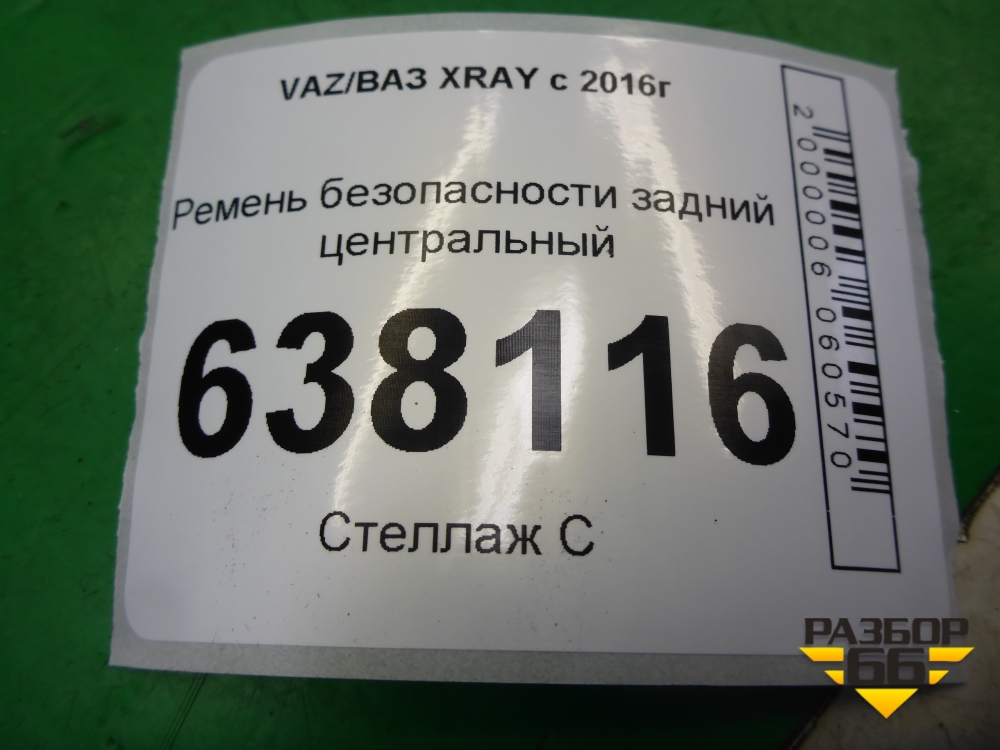 VAZ/ВАЗ XRAY с 2016г
Ремень безопасности задний
центральный
638116
Стеллаж С
2000006060570
РАЗБОР
66